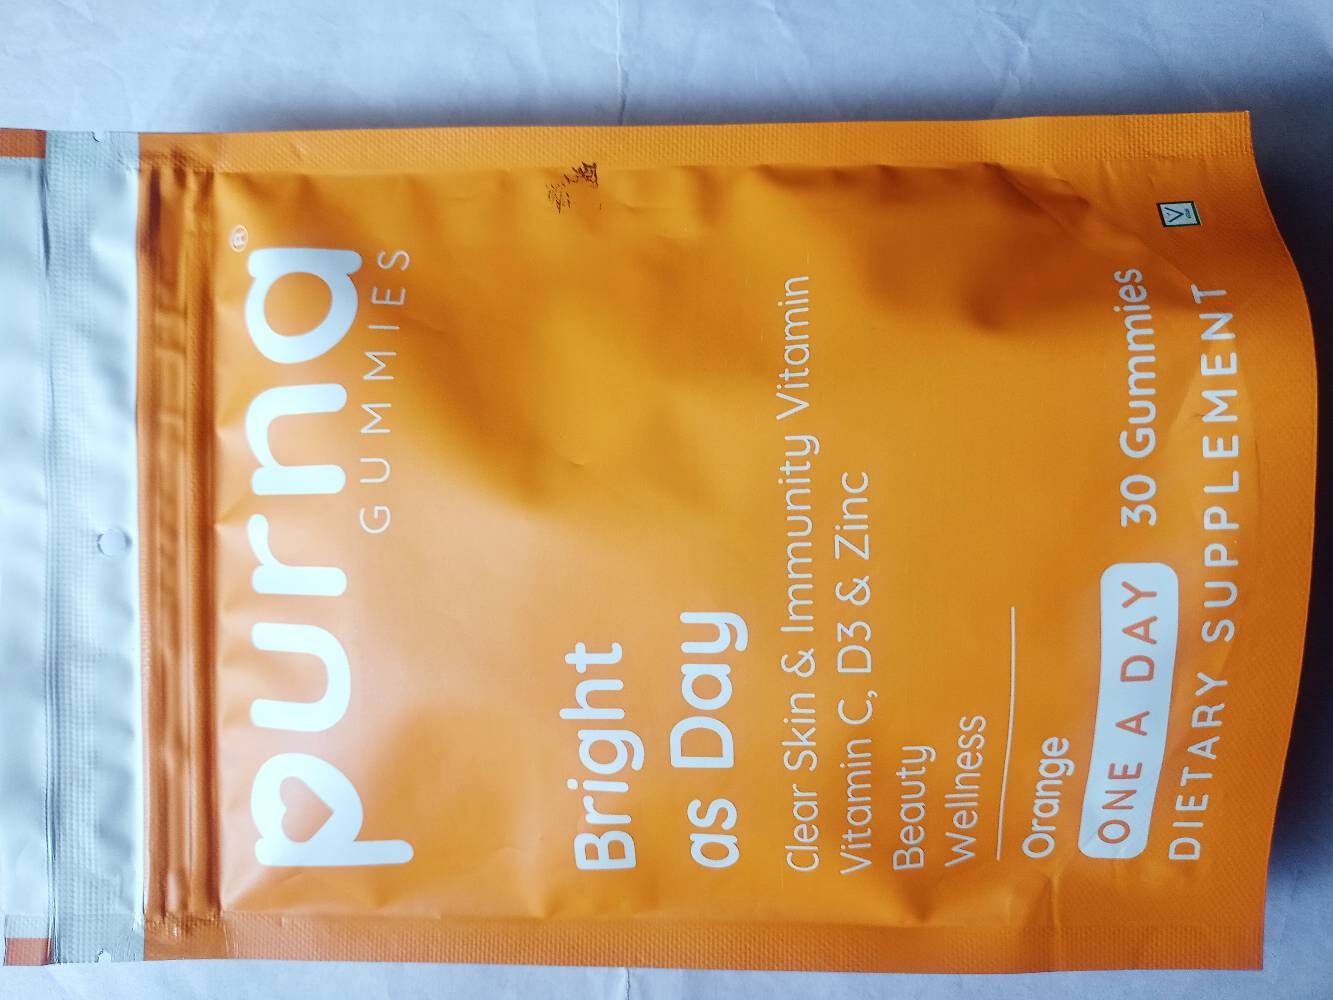 purna®
GUMMIES
Bright
as Day
Clear Skin & Immunity Vitamin
Vitamin C, D3 & Zinc
Beauty
Wellness
Orange
ONE A DAY 30 Gummies
DIETARY SUPPLEMENT
V